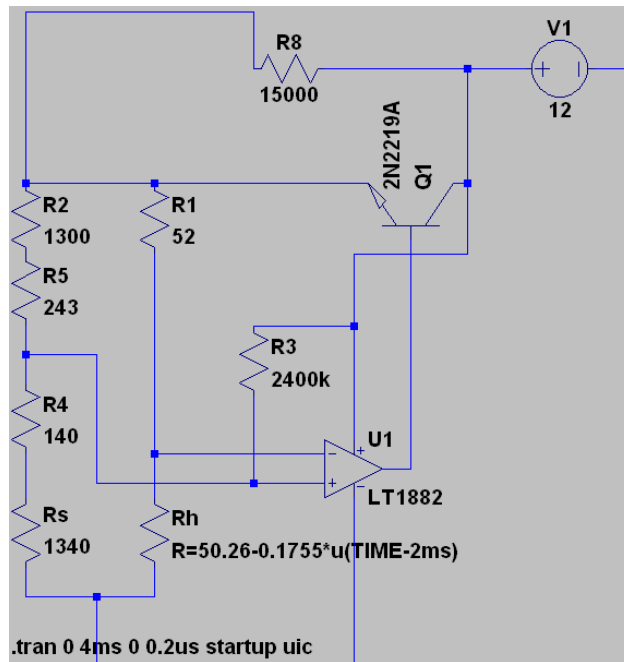 R8
15000
V1
+
12
2N2219A
Q1
R2
1300
R1
52
R5
243
R3
2400k
R4
140
U1
+
−
+
−
LT1882
Rs
1340
Rh
R=50.26-0.1755*u(TIME-2ms)
.tran 0 4ms 0 0.2us startup uic